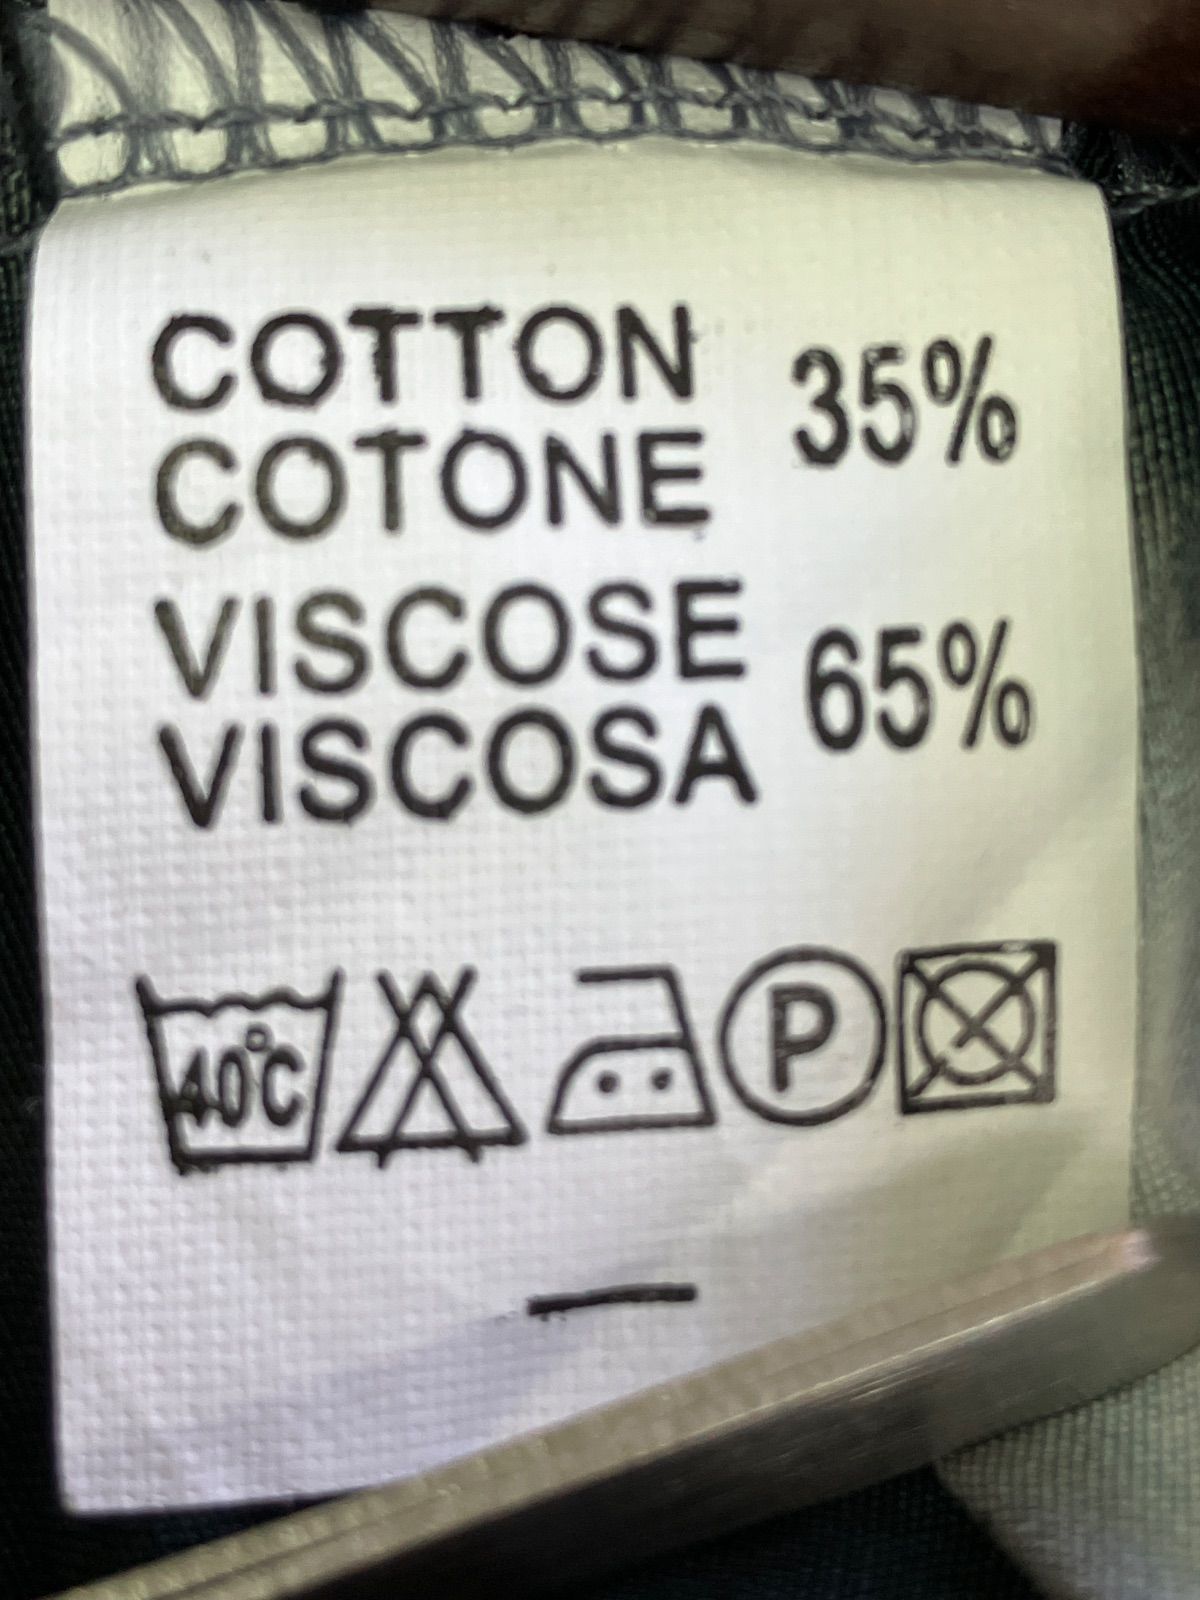 COTTON 35%
COTONE
VISCOSE 65%
VISCOSA
40°C P